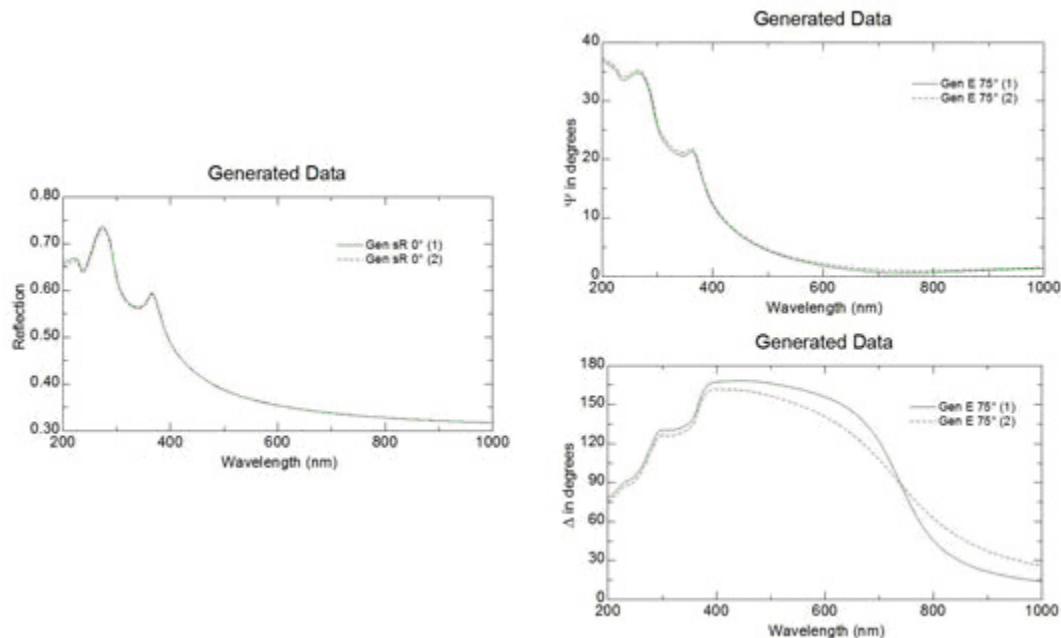 Generated Data
Reflection
0.80
0.70
0.60
0.50
0.40
0.30
Gen sR 0° (1)
Gen sR 0° (2)
200 400 600 800 1000
Wavelength (nm)
Generated Data
Ψ in degrees
40
30
20
10
0
Gen E 75° (1)
Gen E 75° (2)
200 400 600 800 1000
Wavelength (nm)
Generated Data
Δ in degrees
180
150
120
90
60
30
0
Gen E 75° (1)
Gen E 75° (2)
200 400 600 800 1000
Wavelength (nm)